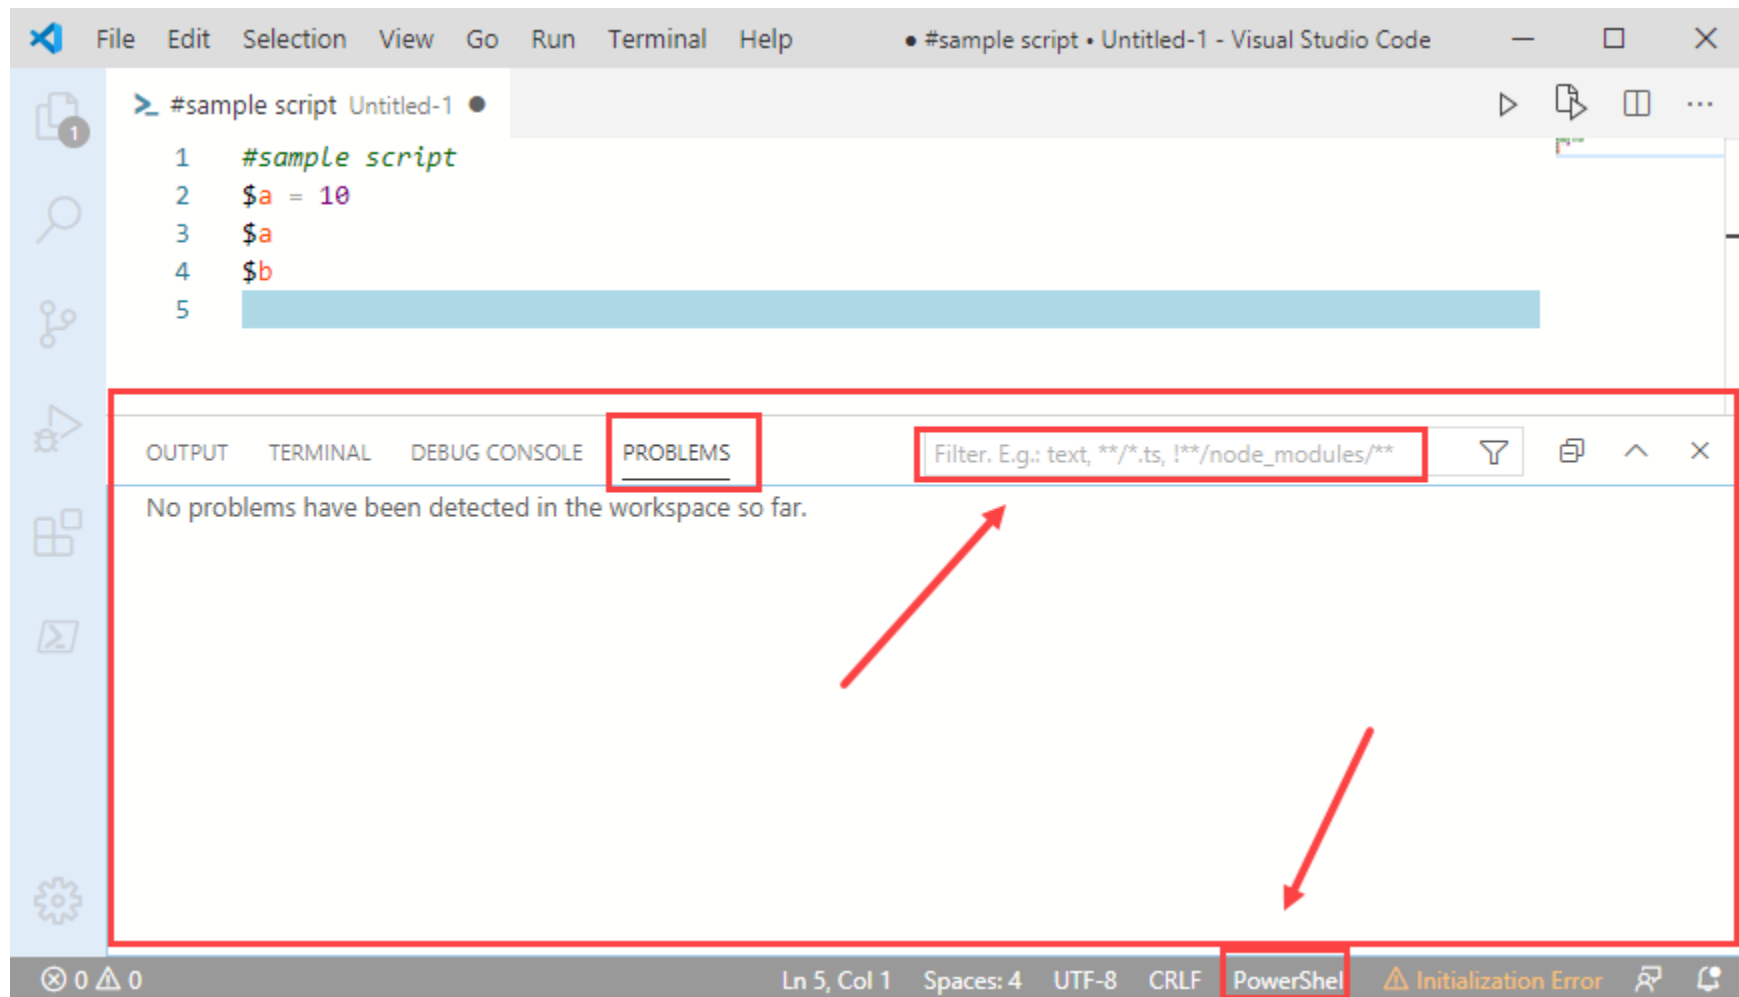 File Edit Selection View Go Run Terminal Help ● #sample script • Untitled-1 - Visual Studio Code
#sample script Untitled-1 ●
1
1 #sample script
2 $a = 10
3 $a
4 $b
5
OUTPUT TERMINAL DEBUG CONSOLE PROBLEMS Filter. E.g.: text, **/*.ts, !**/node_modules/**
No problems have been detected in the workspace so far.
0 0 Ln 5, Col 1 Spaces: 4 UTF-8 CRLF PowerShel Initialization Error